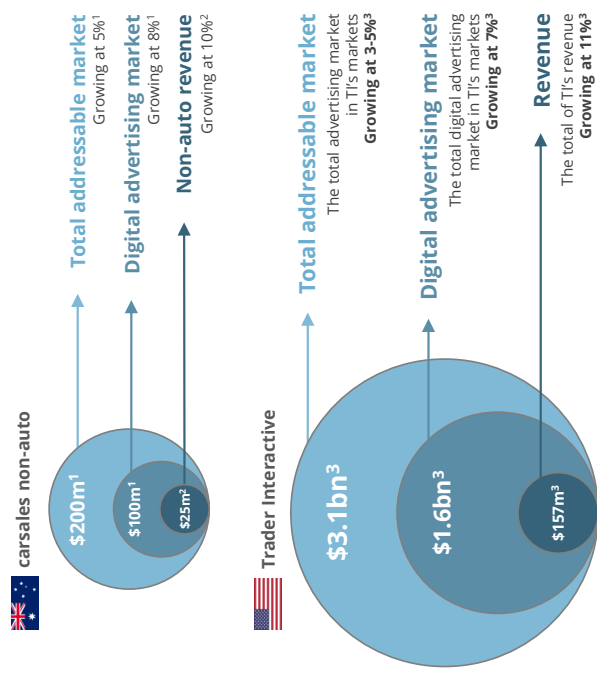 carsales non-auto
$200m¹
$100m¹
$25m²
Total addressable market
Growing at 5%¹
Digital advertising market
Growing at 8%¹
Non-auto revenue
Growing at 10%²
Trader Interactive
$3.1bn³
$1.6bn³
$157m³
Total addressable market
The total advertising market
in TI's markets
Growing at 3-5%³
Digital advertising market
The total digital advertising
market in TI's markets
Growing at 7%³
Revenue
The total of TI's revenue
Growing at 11%³